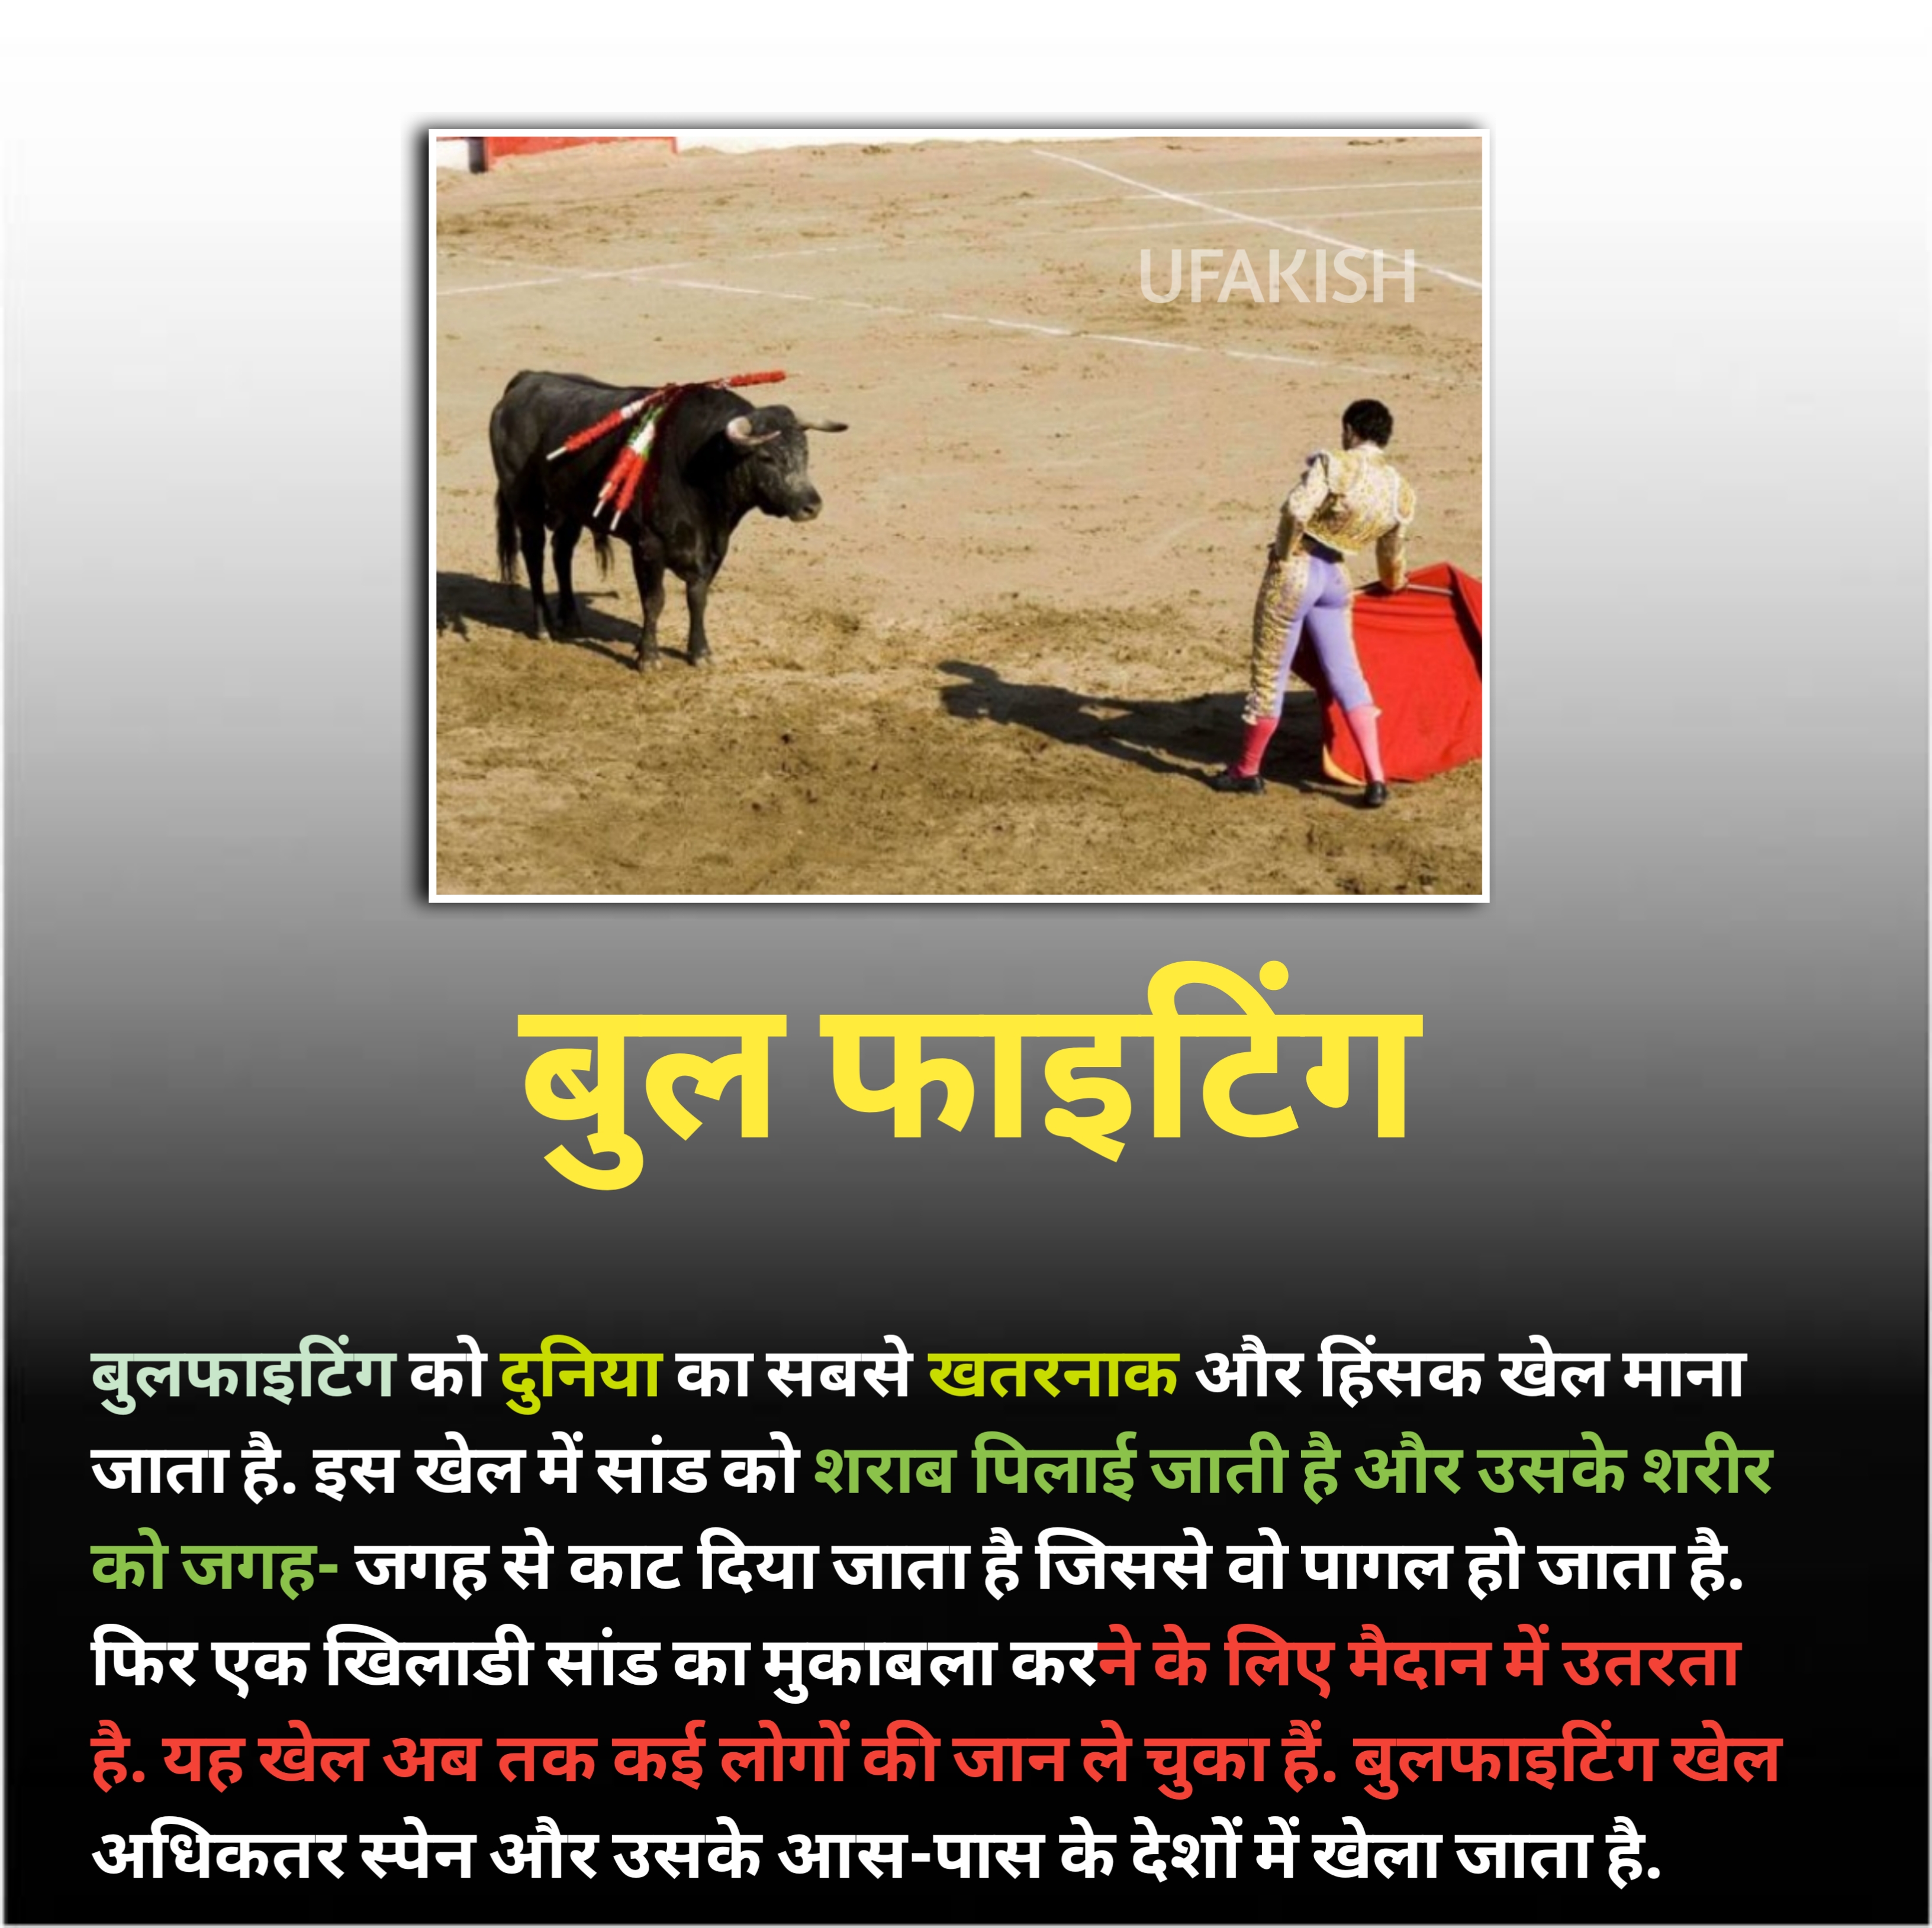 UFAKISH
बुल फाइटिंग
बुलफाइटिंग को दुनिया का सबसे खतरनाक और हिंसक खेल माना
जाता है. इस खेल में सांड को शराब पिलाई जाती है और उसके शरीर
को जगह- जगह से काट दिया जाता है जिससे वो पागल हो जाता है.
फिर एक खिलाडी सांड का मुकाबला करने के लिए मैदान में उतरता
है. यह खेल अब तक कई लोगों की जान ले चुका हैं. बुलफाइटिंग खेल
अधिकतर स्पेन और उसके आस-पास के देशों में खेला जाता है.